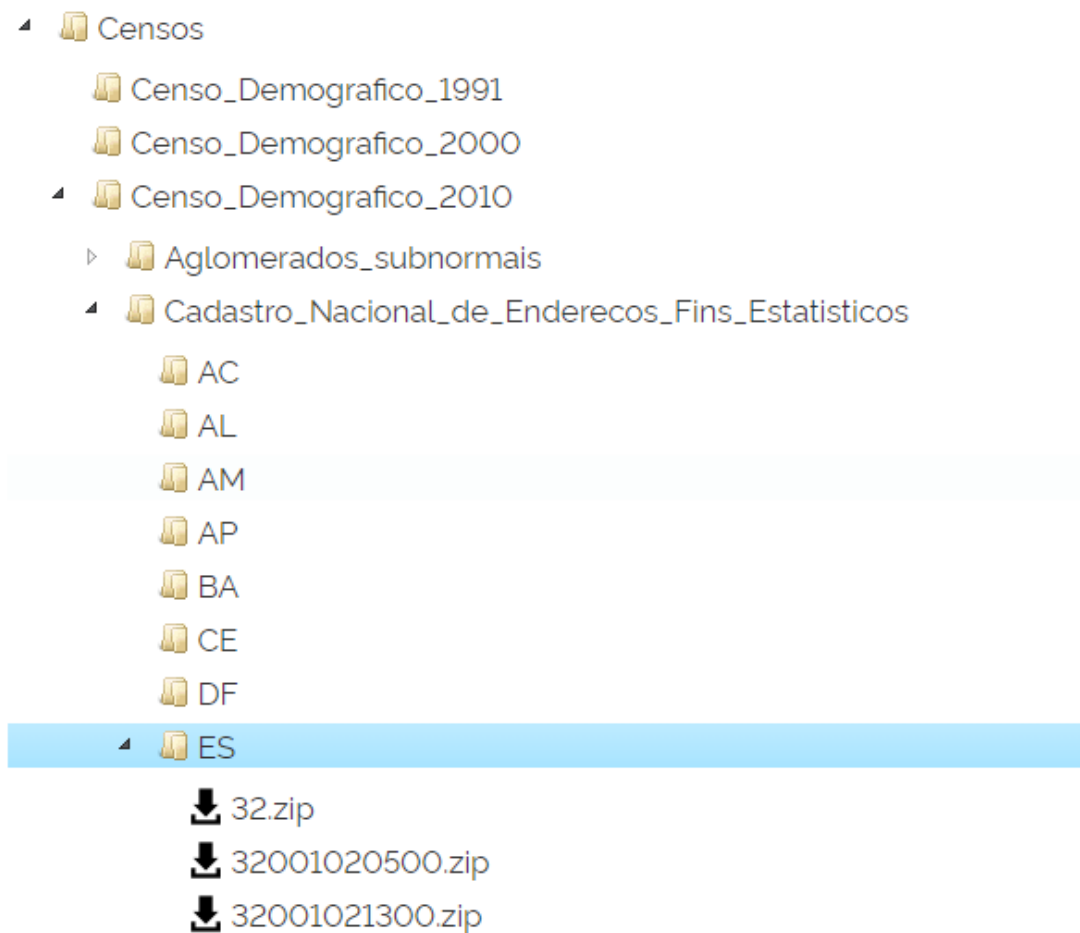 Censos
Censo_Demografico_1991
Censo_Demografico_2000
Censo_Demografico_2010
Aglomerados_subnormais
Cadastro_Nacional_de_Enderecos_Fins_Estatisticos
AC
AL
AM
AP
BA
CE
DF
ES
32.zip
32001020500.zip
32001021300.zip